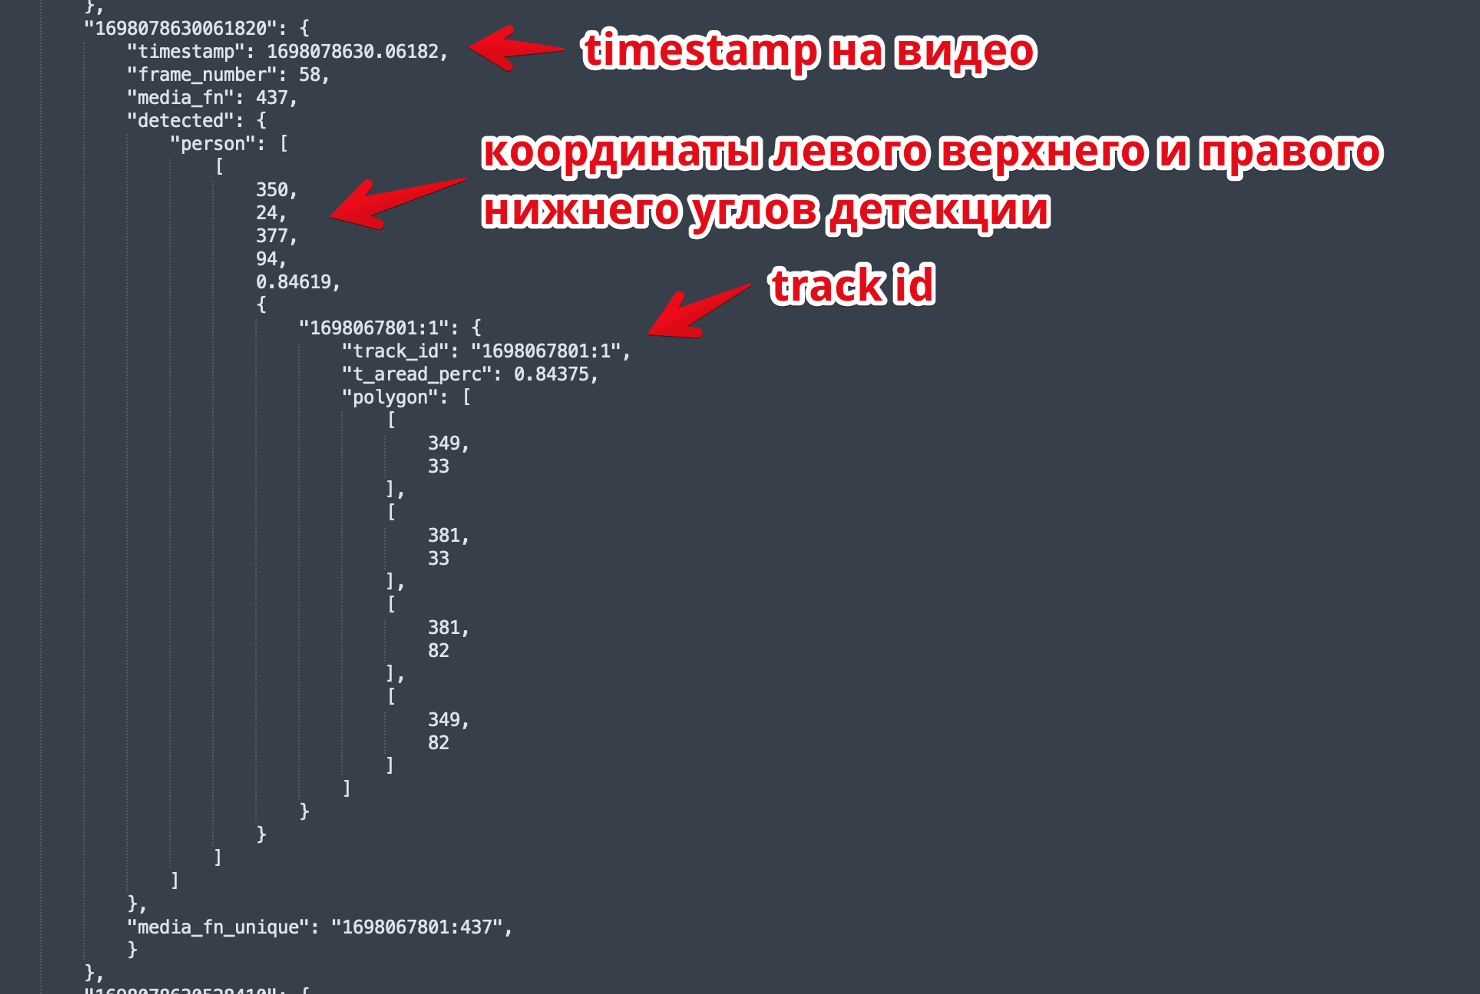 },
"1698078630061820": {
"timestamp": 1698078630.06182,
timestamp на видео
"frame_number": 58,
"media_fn": 437,
"detected": {
"person": [
координаты левого верхнего и правого
нижнего углов детекции
[
350,
24,
377,
94,
0.84619,
{
track id
"1698067801:1": {
"track_id": "1698067801:1",
"t_aread_perc": 0.84375,
"polygon": [
[
349,
33
],
[
381,
33
],
[
381,
82
],
[
349,
82
]
]
}
}
]
]
},
"media_fn_unique": "1698067801:437",
}
},
"1698078630528410": {